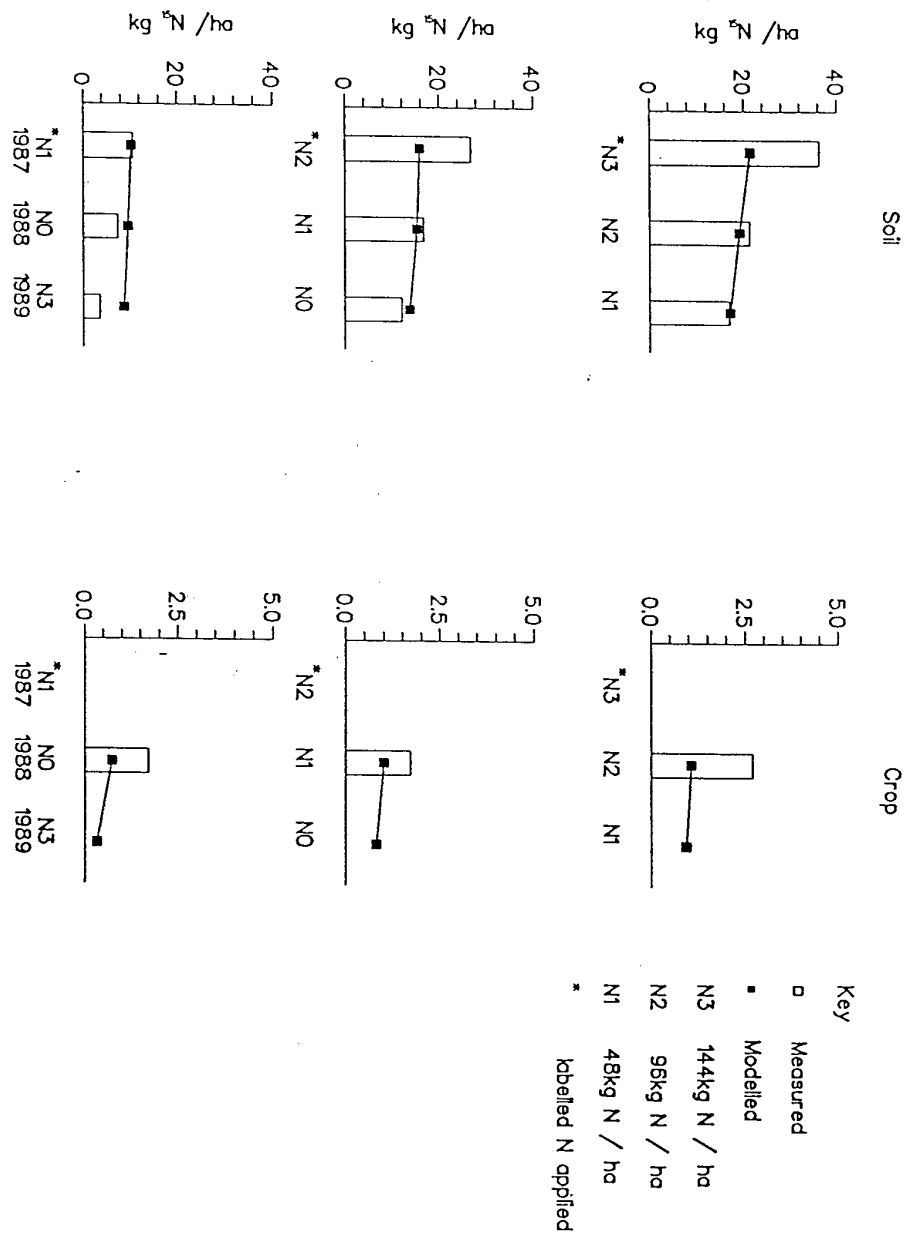 Soil
kg ¹⁵N /ha
40
20
0
*N3 N2 N1
kg ¹⁵N /ha
40
20
0
*N2 N1 N0
kg ¹⁵N /ha
40
20
0
*N1 N0 N3
1987 1988 1989
Crop
5.0
2.5
0.0
*N3 N2 N1
5.0
2.5
0.0
*N2 N1 N0
5.0
2.5
0.0
*N1 N0 N3
1987 1988 1989
Key
Measured
Modelled
N3 144kg N / ha
N2 96kg N / ha
N1 48kg N / ha
* labelled N applied